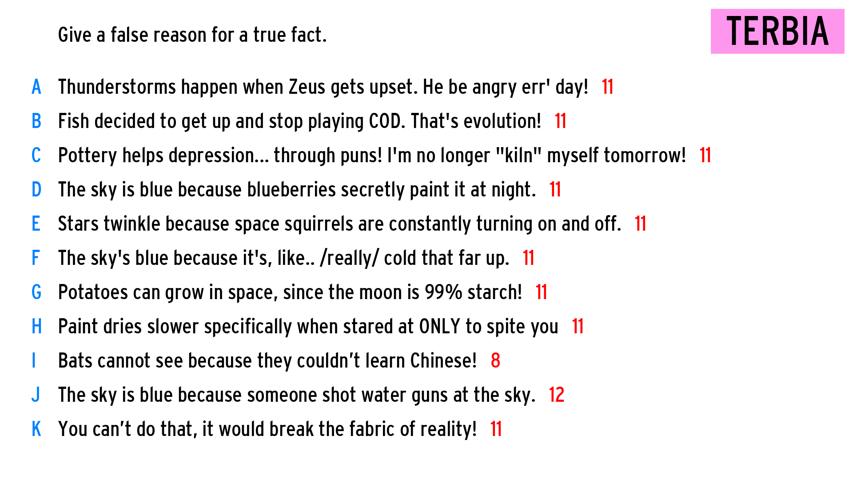 Give a false reason for a true fact.
TERBIA
A Thunderstorms happen when Zeus gets upset. He be angry err' day! 11
B Fish decided to get up and stop playing COD. That's evolution! 11
C Pottery helps depression... through puns! I'm no longer "kiln" myself tomorrow! 11
D The sky is blue because blueberries secretly paint it at night. 11
E Stars twinkle because space squirrels are constantly turning on and off. 11
F The sky's blue because it's, like.. /really/ cold that far up. 11
G Potatoes can grow in space, since the moon is 99% starch! 11
H Paint dries slower specifically when stared at ONLY to spite you 11
I Bats cannot see because they couldn’t learn Chinese! 8
J The sky is blue because someone shot water guns at the sky. 12
K You can’t do that, it would break the fabric of reality! 11